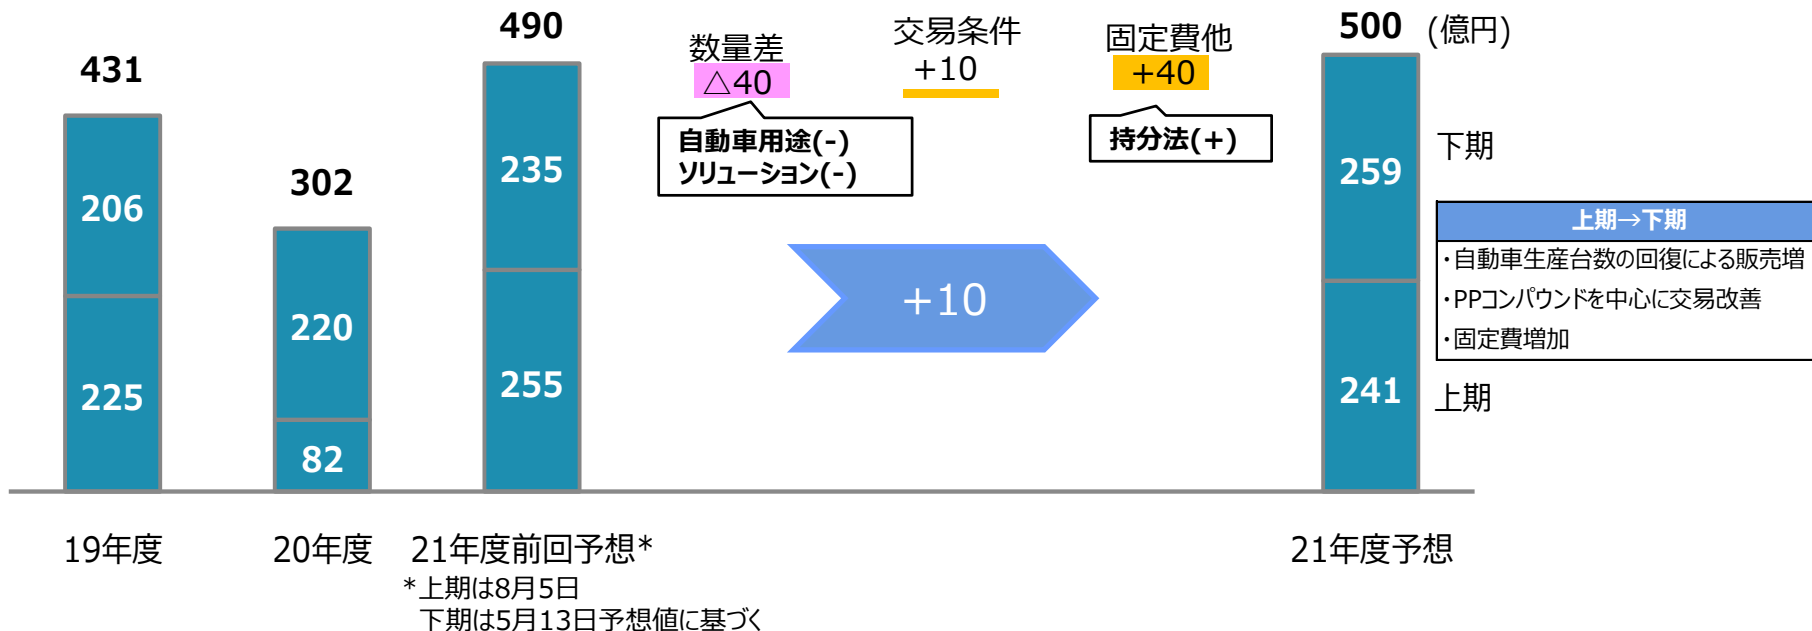 431
206
225
19年度
302
220
82
20年度
490
235
255
21年度前回予想*
*上期は8月5日
下期は5月13日予想値に基づく
数量差
△40
自動車用途(-)
ソリューション(-)
交易条件
+10
固定費他
+40
持分法(+)
+10
500
(億円)
259
下期
241
上期
21年度予想
上期→下期
・自動車生産台数の回復による販売増
・PPコンパウンドを中心に交易改善
・固定費増加